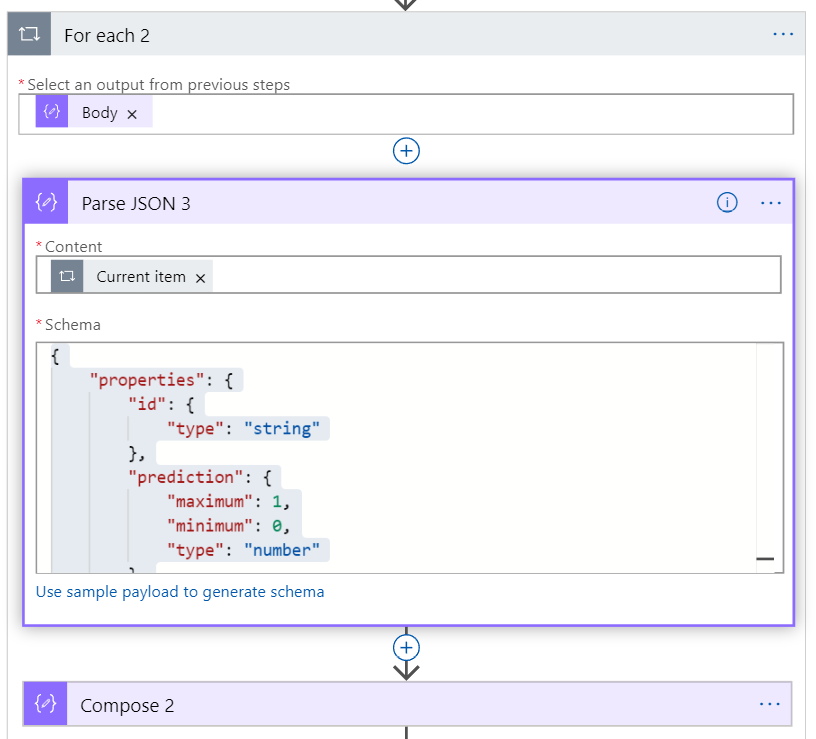 For each 2
...
* Select an output from previous steps
Body ×
Parse JSON 3
...
* Content
Current item ×
* Schema
{
"properties": {
"id": {
"type": "string"
},
"prediction": {
"maximum": 1,
"minimum": 0,
"type": "number"
Use sample payload to generate schema
Compose 2
...